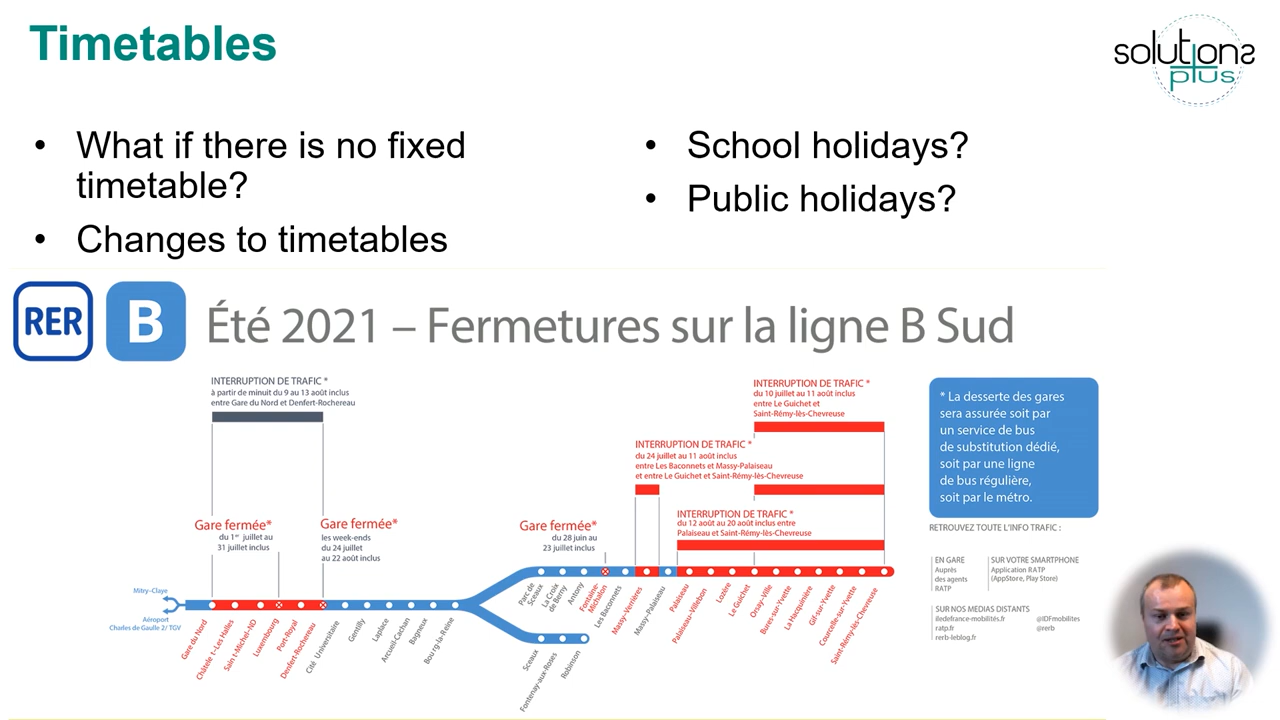 Timetables
solutions
plus
• What if there is no fixed
timetable?
• Changes to timetables
• School holidays?
• Public holidays?
RER B Été 2021 – Fermetures sur la ligne B Sud
INTERRUPTION DE TRAFIC *
à partir de minuit du 9 au 13 août inclus
entre Gare du Nord et Denfert-Rochereau
INTERRUPTION DE TRAFIC *
du 10 juillet au 11 août inclus
entre Le Guichet et
Saint-Rémy-lès-Chevreuse
INTERRUPTION DE TRAFIC *
du 24 juillet au 11 août inclus
entre Les Baconnets et Massy-Palaiseau
et entre Le Guichet et Saint-Rémy-lès-Chevreuse
INTERRUPTION DE TRAFIC *
du 12 août au 20 août inclus entre
Palaiseau et Saint-Rémy-lès-Chevreuse
Gare fermée*
du 1er juillet au
31 juillet inclus
Gare fermée*
les week-ends
du 24 juillet
au 22 août inclus
Gare fermée*
du 28 juin au
23 juillet inclus
* La desserte des gares
sera assurée soit par
un service de bus
de substitution dédié,
soit par une ligne
de bus régulière,
soit par le métro.
RETROUVEZ TOUTE L'INFO TRAFIC :
EN GARE
Auprès
des agents
RATP
SUR VOTRE SMARTPHONE
Application RATP
(AppStore, Play Store)
SUR NOS MEDIAS DISTANTS
iledefrance-mobilités.fr
ratp.fr
rerb-leblog.fr
@IDFmobilites
@rerb
Mitry–Claye
Aéroport
Charles de Gaulle 2/ TGV
Gare du Nord
Châtele t–Les Halles
Sain t-Michel–ND
Luxembourg
Port-Royal
Denfert-Rochereau
Cité Universitaire
Gentilly
Laplace
Arcueil-Cachan
Bagneux
Bou rg-la-Reine
Parc de
Sceaux
La Croix
de Berny
Antony
Fontaine-
Michalon
Les Baconnets
Massy–Verrières
Massy–Palaiseau
Palaiseau
Palaiseau–Villebon
Lozère
Le Guichet
Orsay–Ville
Bures-sur-Yvette
La Hacquinière
Gif-sur-Yvette
Courcelle-sur-Yvette
Saint-Rémy-lès-Chevreuse
Sceaux
Fontenay-aux-Roses
Robinson